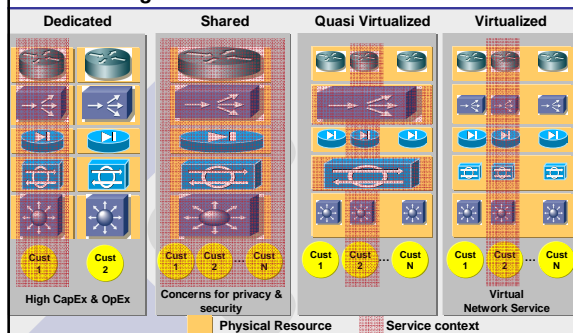 Dedicated
Shared
Quasi Virtualized
Virtualized
Cust
1
Cust
2
High CapEx & OpEx
Cust
1
Cust
2
...
Cust
N
Concerns for privacy &
security
Cust
1
Cust
2
...
Cust
N
Cust
1
Cust
2
...
Cust
N
Virtual
Network Service
Physical Resource
Service context